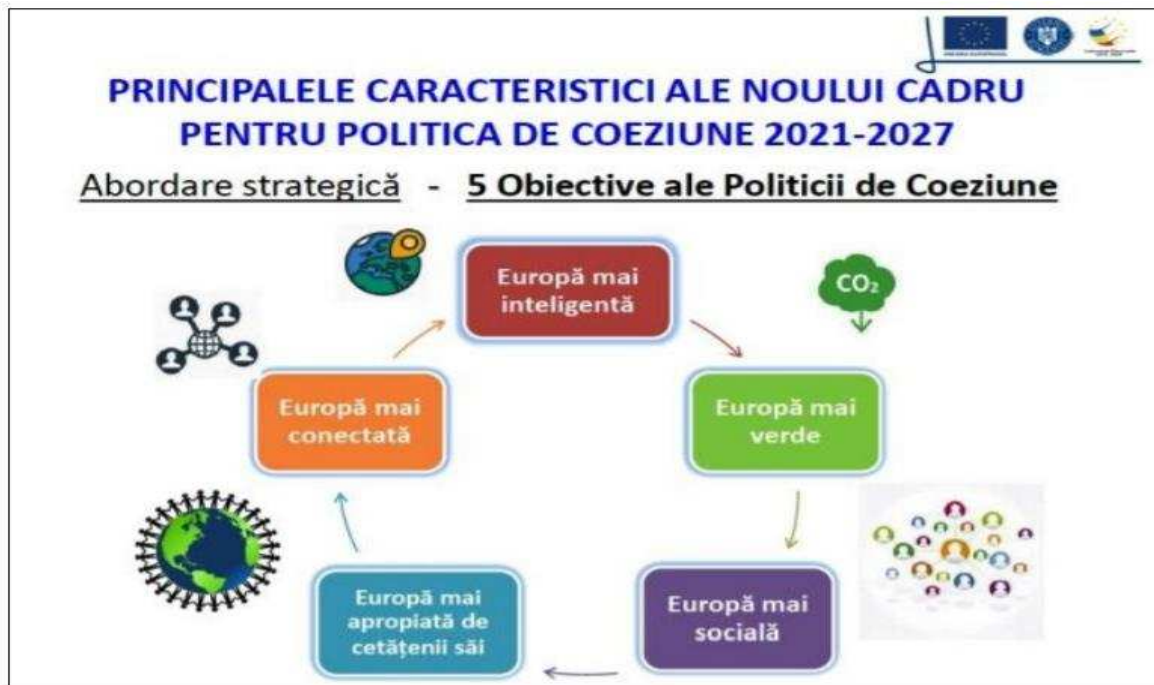 PRINCIPALELE CARACTERISTICI ALE NOULUI CADRU
PENTRU POLITICA DE COEZIUNE 2021-2027
Abordare strategică - 5 Obiective ale Politicii de Coeziune
Europă mai
inteligentă
CO₂
Europă mai
conectată
Europă mai
verde
Europă mai
apropiată de
cetățenii săi
Europă mai
socială